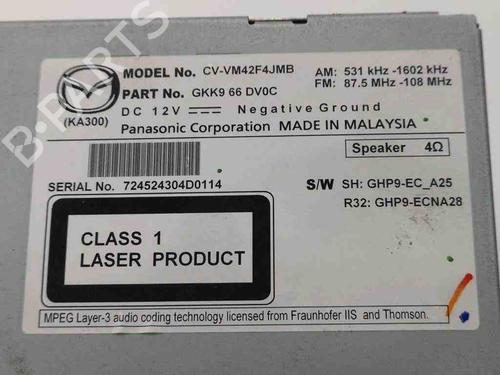 MODEL No. CV-VM42F4JMB AM: 531 kHz -1602 kHz
PART No. GKK9 66 DV0C FM: 87.5 MHz -108 MHz
(KA300) DC 12V Negative Ground
Panasonic Corporation MADE IN MALAYSIA
Speaker 4Ω
SERIAL No. 724524304D0114
S/W SH: GHP9-EC_A25
R32: GHP9-ECNA28
CLASS 1
LASER PRODUCT
MPEG Layer-3 audio coding technology licensed from Fraunhofer IIS and Thomson.
B-PARTS